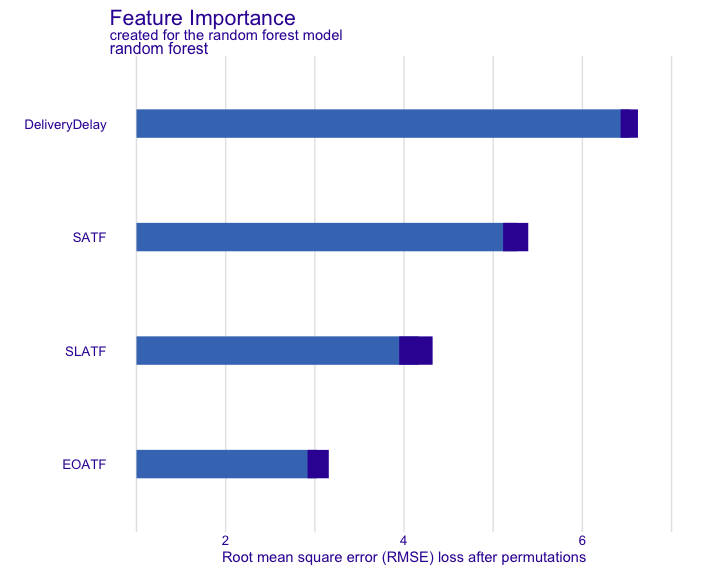 Feature Importance
created for the random forest model
random forest
DeliveryDelay
SATF
SLATF
EOATF
2 4 6
Root mean square error (RMSE) loss after permutations